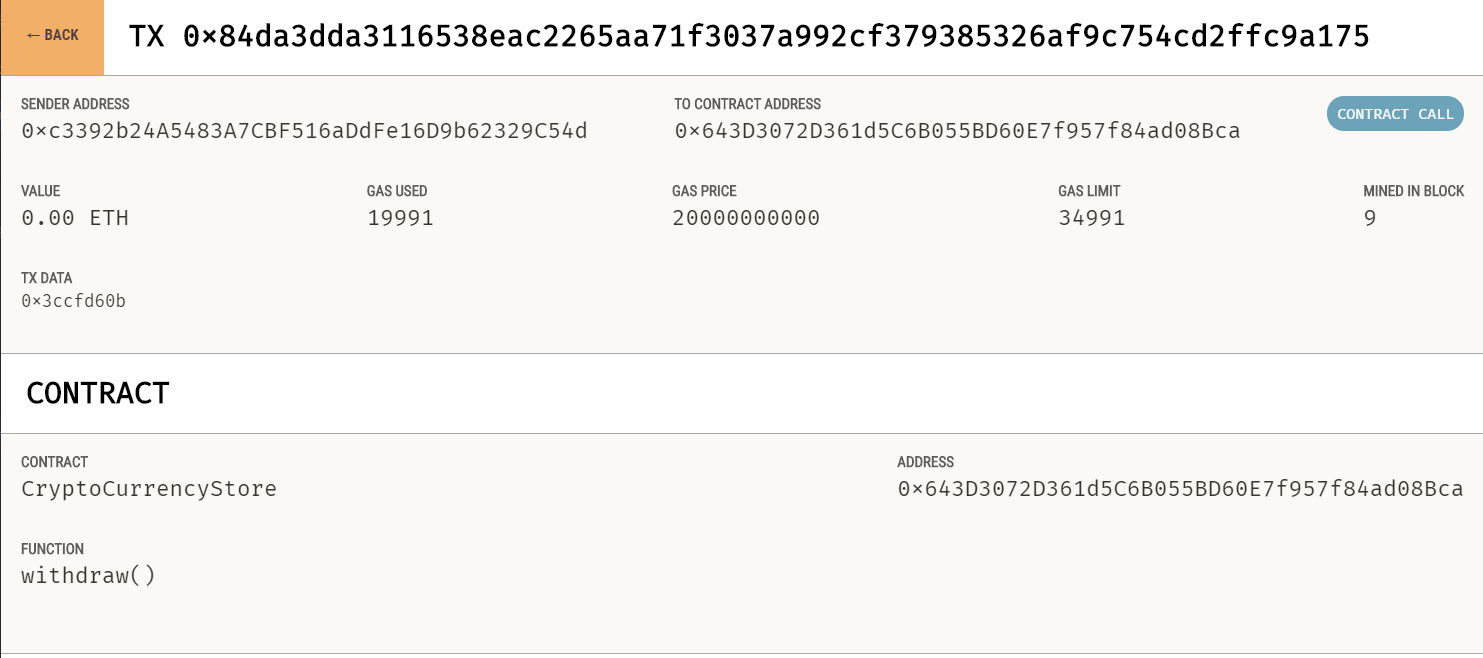 ← BACK
TX 0×84da3dda3116538eac2265aa71f3037a992cf379385326af9c754cd2ffc9a175
SENDER ADDRESS
0×c3392b24A5483A7CBF516aDdFe16D9b62329C54d
TO CONTRACT ADDRESS
0×643D3072D361d5C6B055BD60E7f957f84ad08Bca
CONTRACT CALL
VALUE
0.00 ETH
GAS USED
19991
GAS PRICE
20000000000
GAS LIMIT
34991
MINED IN BLOCK
9
TX DATA
0×3ccfd60b
CONTRACT
CONTRACT
CryptoCurrencyStore
ADDRESS
0×643D3072D361d5C6B055BD60E7f957f84ad08Bca
FUNCTION
withdraw()